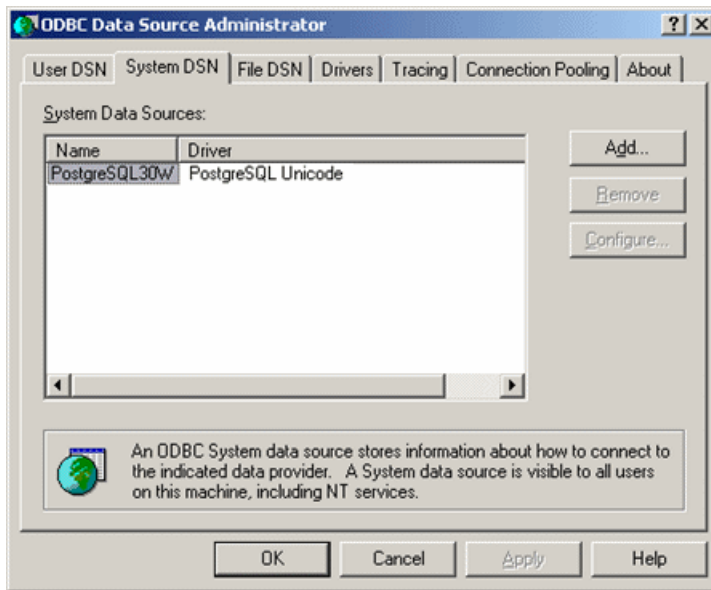 ODBC Data Source Administrator
User DSN System DSN File DSN Drivers Tracing Connection Pooling About
System Data Sources:
Name Driver
PostgreSQL30W PostgreSQL Unicode
Add...
Remove
Configure...
An ODBC System data source stores information about how to connect to
the indicated data provider. A System data source is visible to all users
on this machine, including NT services.
OK Cancel Apply Help